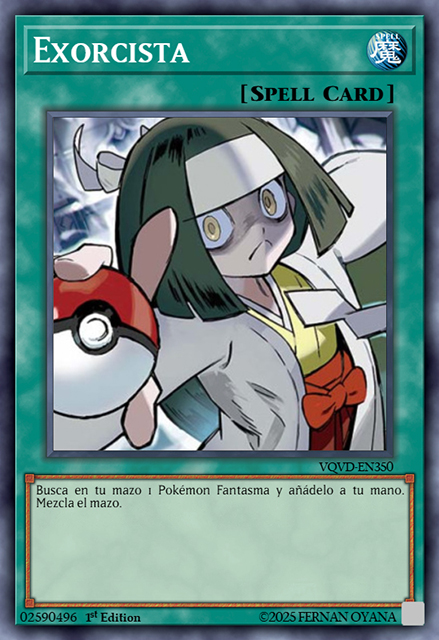 EXORCISTA
SPELL
魔
[SPELL CARD]
VQVD-EN350
Busca en tu mazo 1 Pokémon Fantasma y añádelo a tu mano.
Mezcla el mazo.
02590496 1st Edition ©2025 FERNAN OYANA